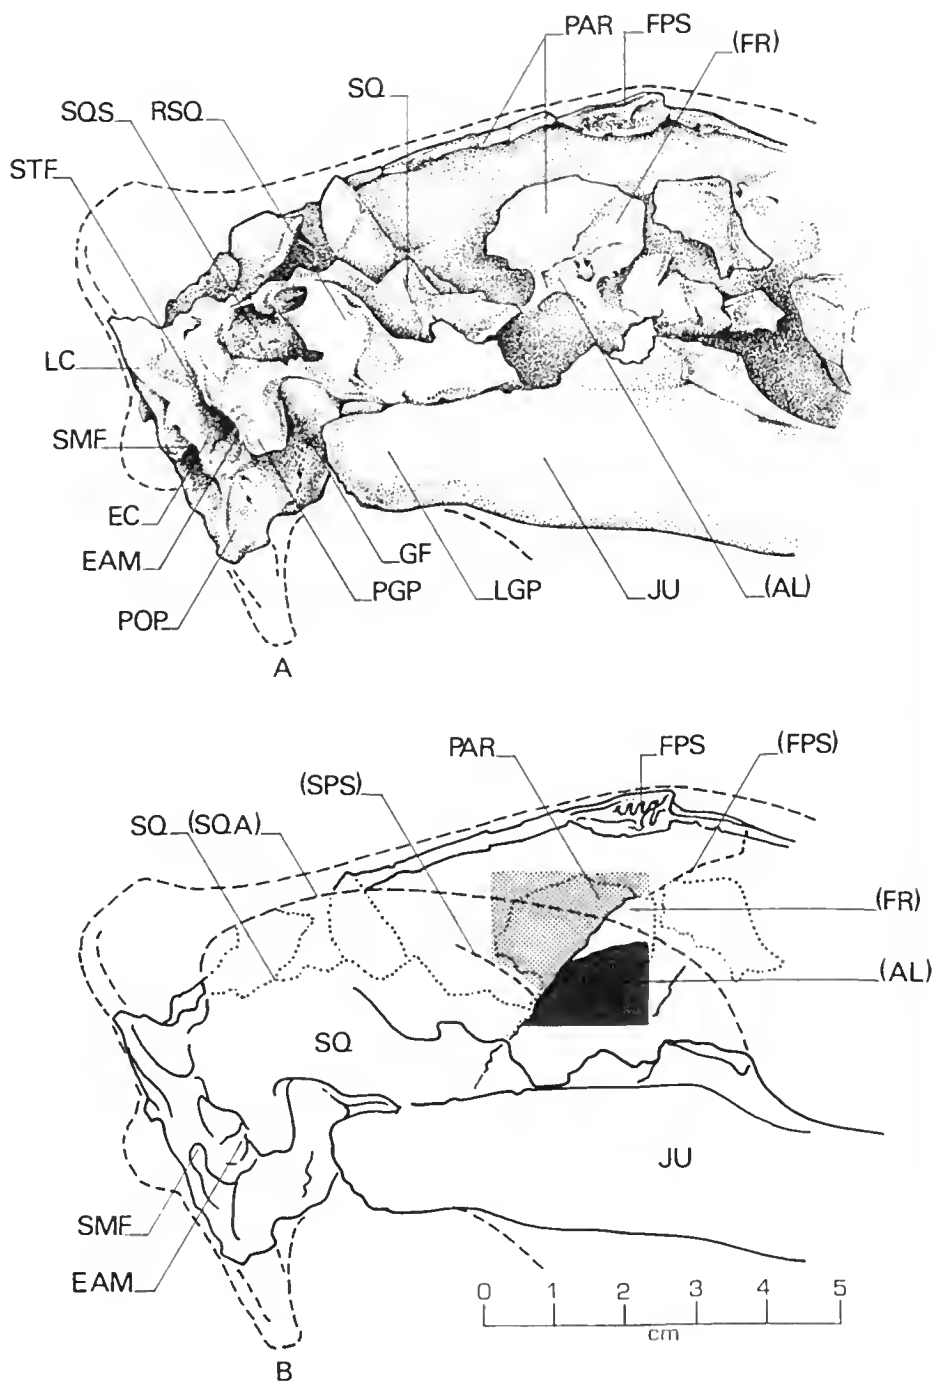 PAR FPS (FR)
SQ
SQS RSQ
STF
LC
SMF
EC
EAM
POP
GF
PGP LGP JU (AL)
A
PAR FPS (FPS)
(SPS)
SQ (SQA)
(FR)
(AL)
SQ
JU
SMF
EAM
0 1 2 3 4 5
cm
B